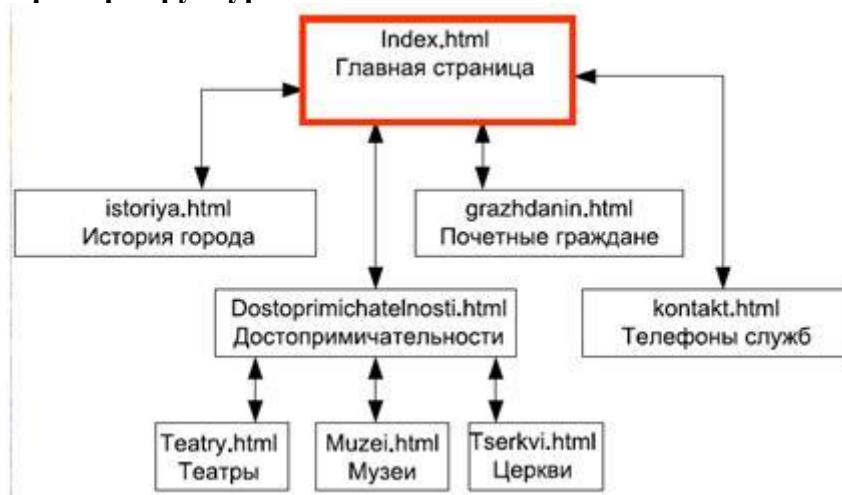 Index.html
Главная страница
istoriya.html
История города
grazhdanin.html
Почетные граждане
Dostoprimichatelnosti.html
Достопримичательности
kontakt.html
Телефоны служб
Teatry.html
Театры
Muzei.html
Музеи
Tserkvi.html
Церкви